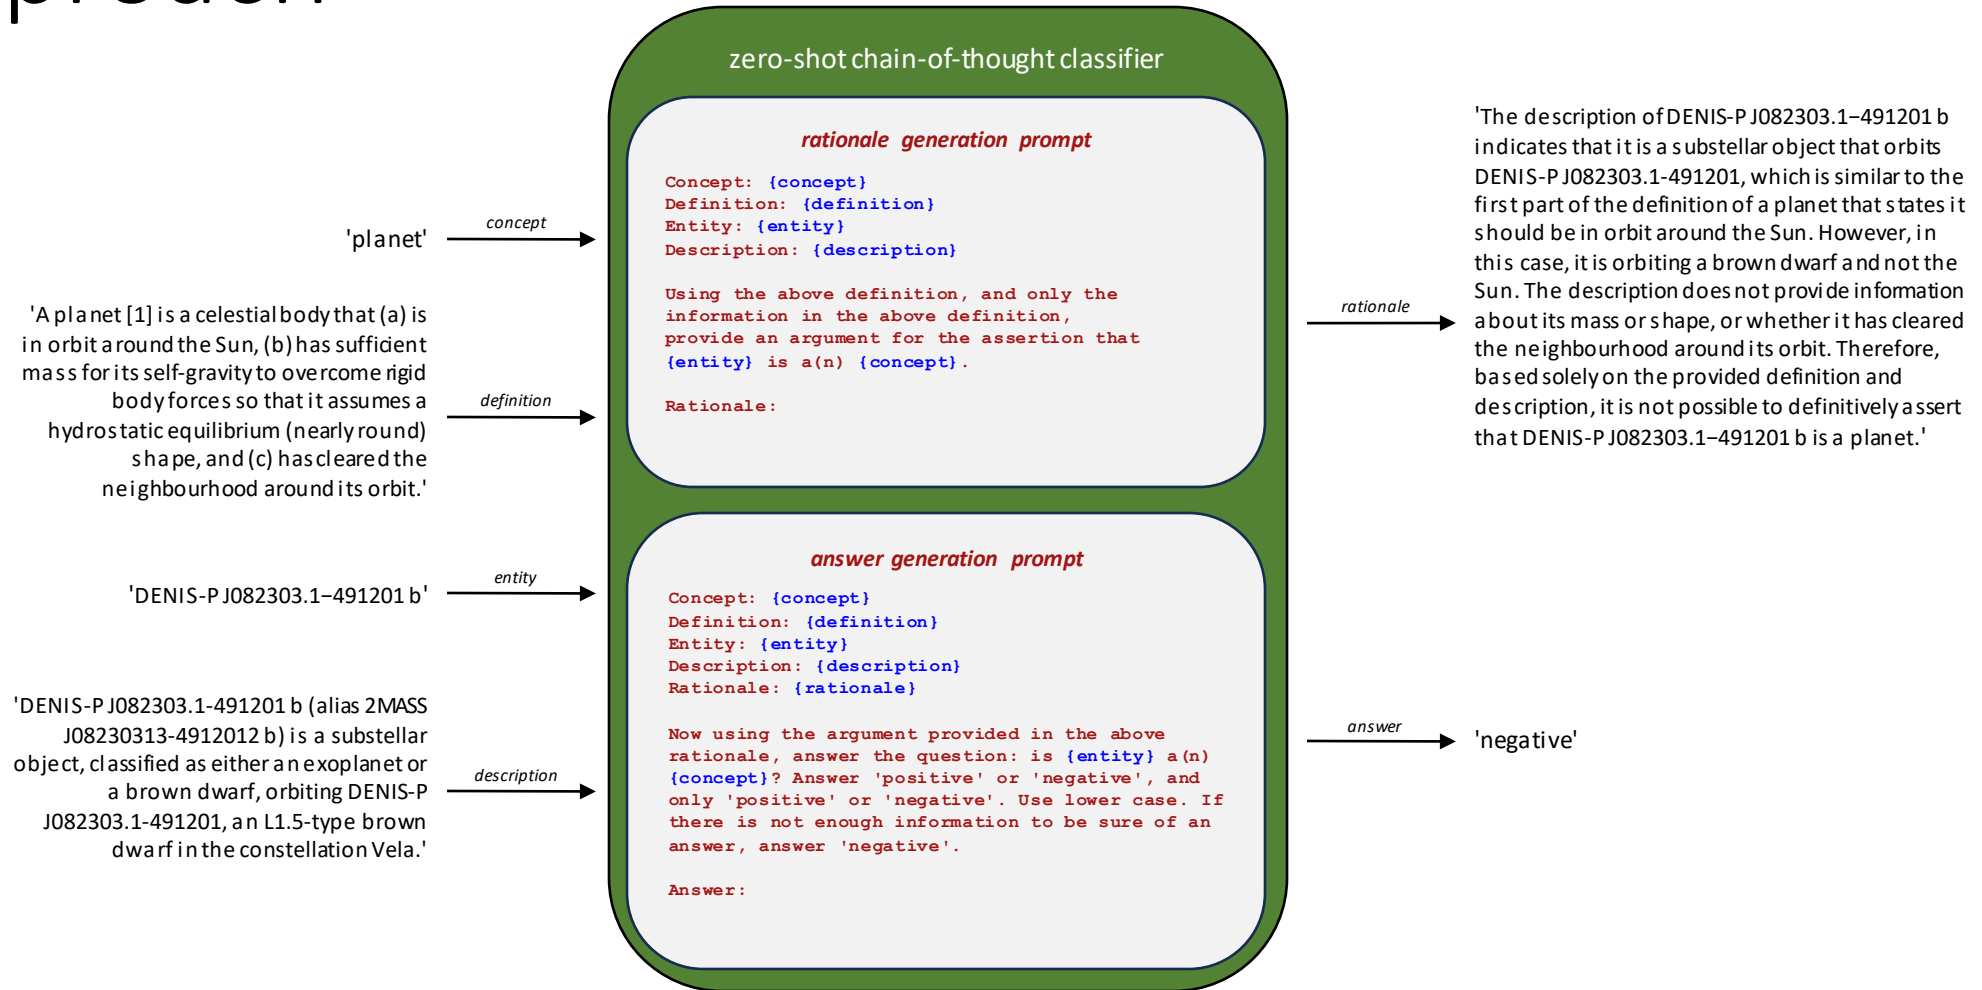 zero-shot chain-of-thought classifier
'planet'
concept
'A planet [1] is a celestial body that (a) is
in orbit around the Sun, (b) has sufficient
mass for its self-gravity to overcome rigid
body forces so that it assumes a
hydrostatic equilibrium (nearly round)
shape, and (c) has cleared the
neighbourhood around its orbit.'
definition
'DENIS-P J082303.1−491201 b'
entity
'DENIS-P J082303.1-491201 b (alias 2MASS
J08230313-4912012 b) is a substellar
object, classified as either an exoplanet or
a brown dwarf, orbiting DENIS-P
J082303.1-491201, an L1.5-type brown
dwarf in the constellation Vela.'
description
rationale generation prompt
Concept: {concept}
Definition: {definition}
Entity: {entity}
Description: {description}
Using the above definition, and only the
information in the above definition,
provide an argument for the assertion that
{entity} is a(n) {concept}.
Rationale:
answer generation prompt
Concept: {concept}
Definition: {definition}
Entity: {entity}
Description: {description}
Rationale: {rationale}
Now using the argument provided in the above
rationale, answer the question: is {entity} a(n)
{concept}? Answer 'positive' or 'negative', and
only 'positive' or 'negative'. Use lower case. If
there is not enough information to be sure of an
answer, answer 'negative'.
Answer:
rationale
'The description of DENIS-P J082303.1−491201 b
indicates that it is a substellar object that orbits
DENIS-P J082303.1-491201, which is similar to the
first part of the definition of a planet that states it
should be in orbit around the Sun. However, in
this case, it is orbiting a brown dwarf and not the
Sun. The description does not provide information
about its mass or shape, or whether it has cleared
the neighbourhood around its orbit. Therefore,
based solely on the provided definition and
description, it is not possible to definitively assert
that DENIS-P J082303.1−491201 b is a planet.'
answer
'negative'